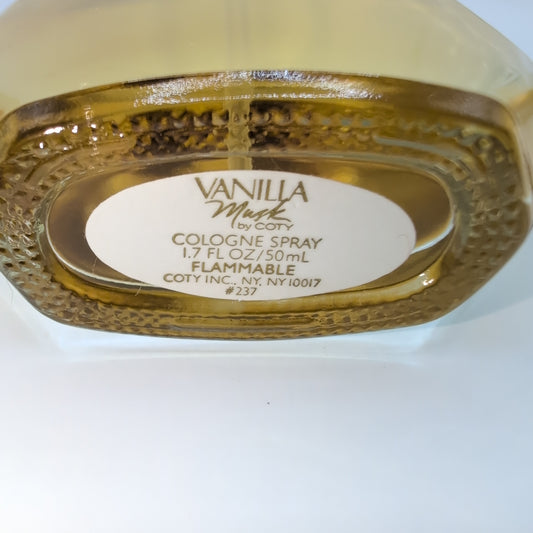 VANILLA
Musk
by COTY
COLOGNE SPRAY
1.7 FL OZ/50mL
FLAMMABLE
COTY INC., NY, NY 10017
#237